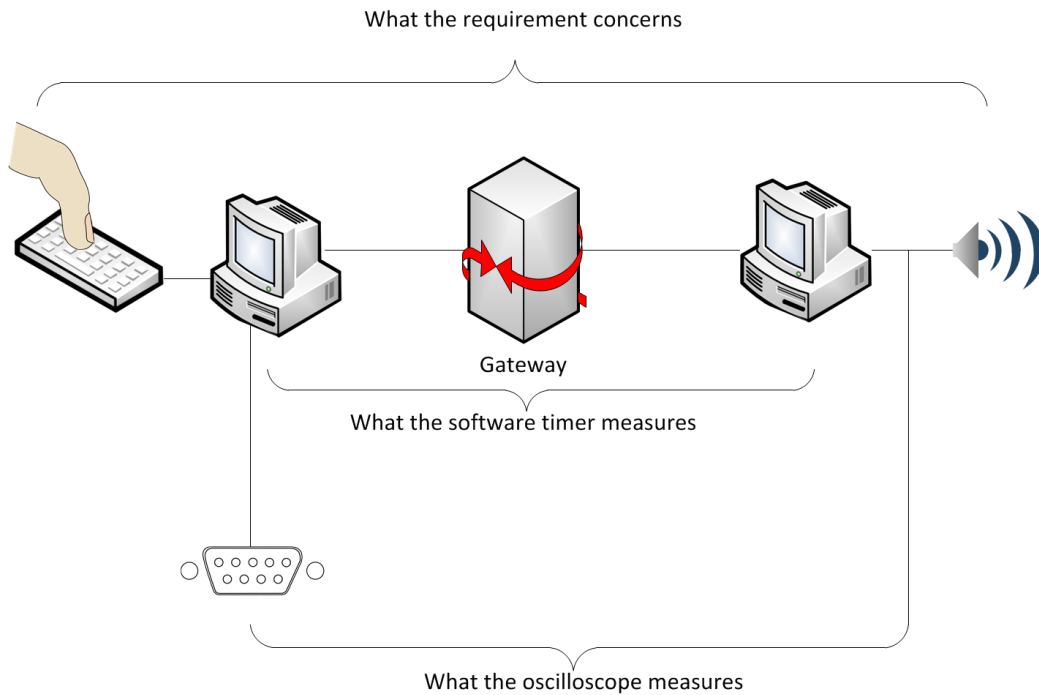 What the requirement concerns
Gateway
What the software timer measures
What the oscilloscope measures